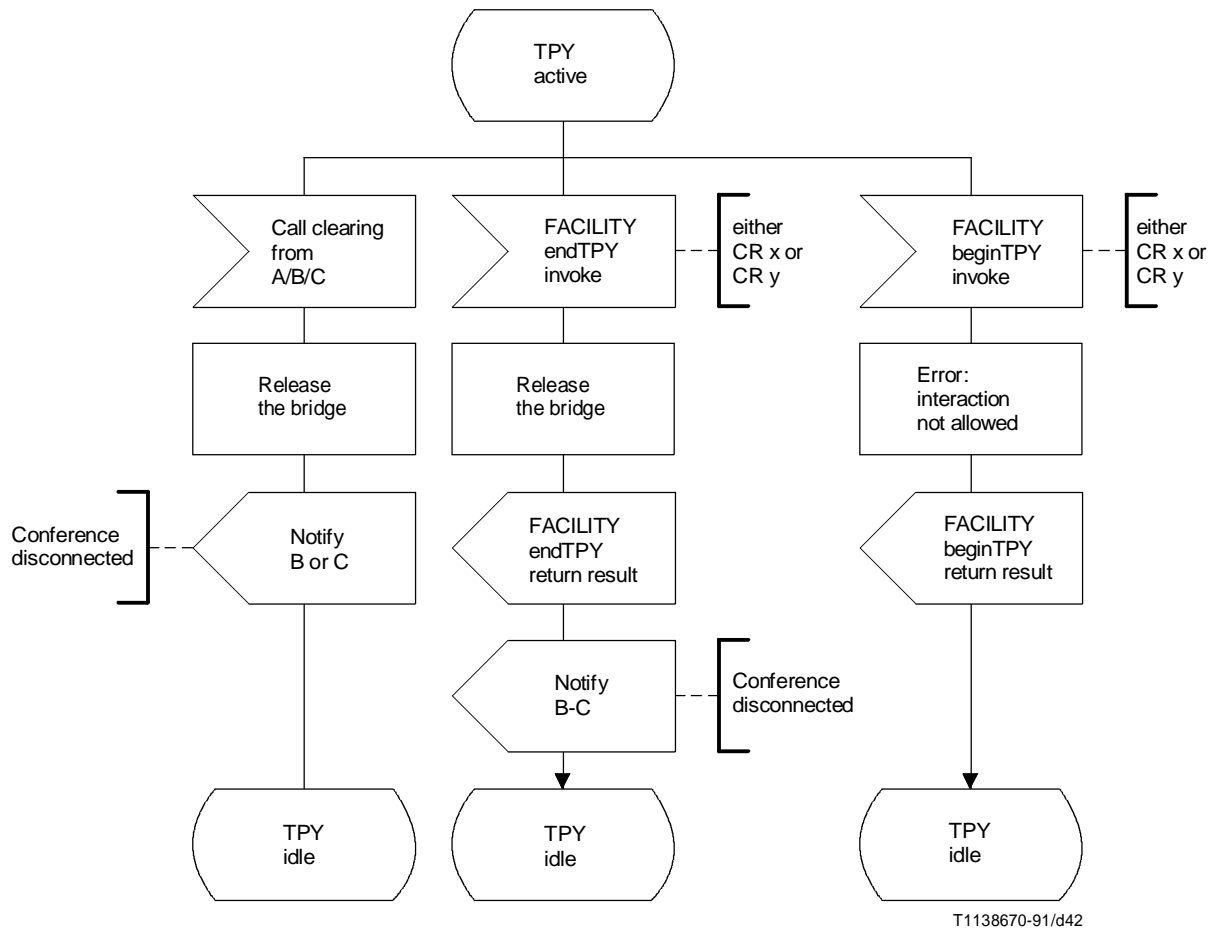 TPY
active
Call clearing
from
A/B/C
FACILITY
endTPY
invoke
either
CR x or
CR y
FACILITY
beginTPY
invoke
either
CR x or
CR y
Release
the bridge
Release
the bridge
Error:
interaction
not allowed
Conference
disconnected
Notify
B or C
FACILITY
endTPY
return result
FACILITY
beginTPY
return result
Notify
B-C
Conference
disconnected
TPY
idle
TPY
idle
TPY
idle
T1138670-91/d42